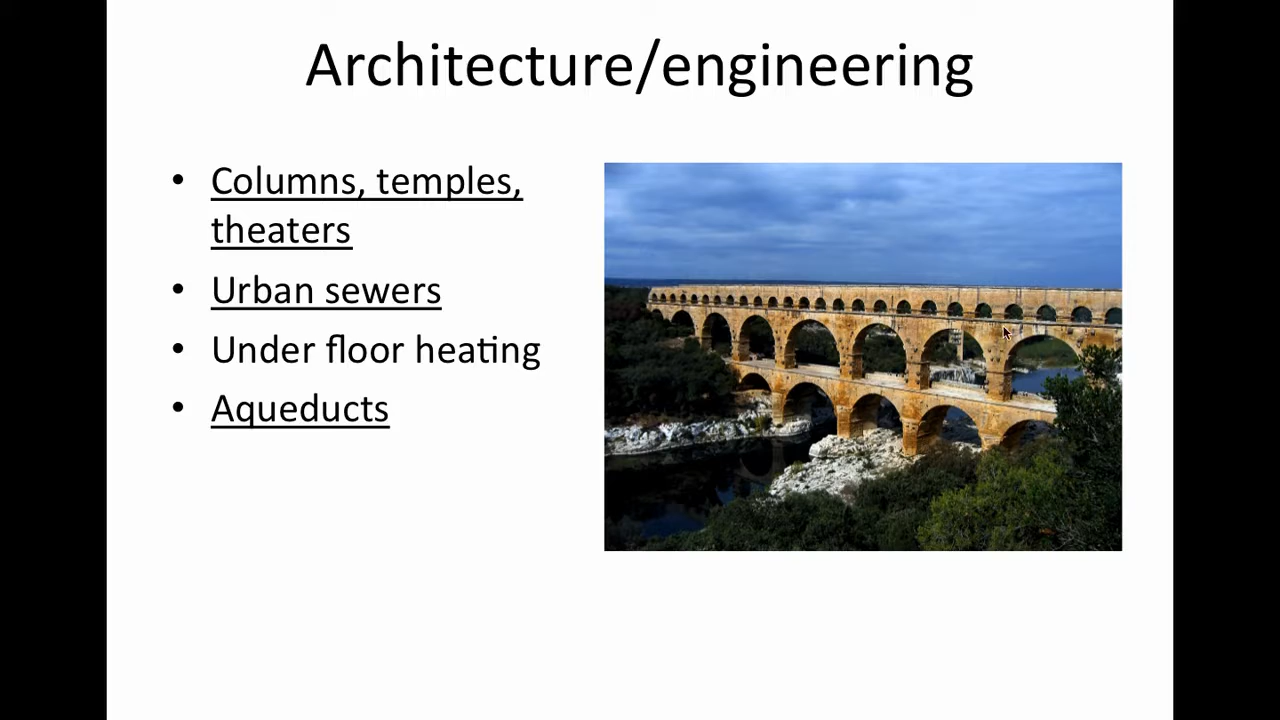 Architecture/engineering
• Columns, temples,
theaters
• Urban sewers
• Under floor heating
• Aqueducts